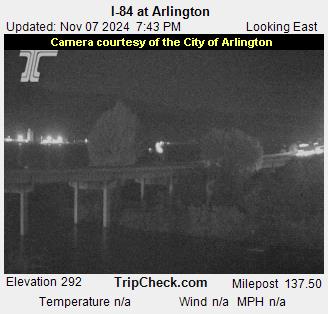 I-84 at Arlington
Updated: Nov 07 2024 7:43 PM Looking East
Camera courtesy of the City of Arlington
Elevation 292 TripCheck.com Milepost 137.50
Temperature n/a Wind n/a MPH n/a